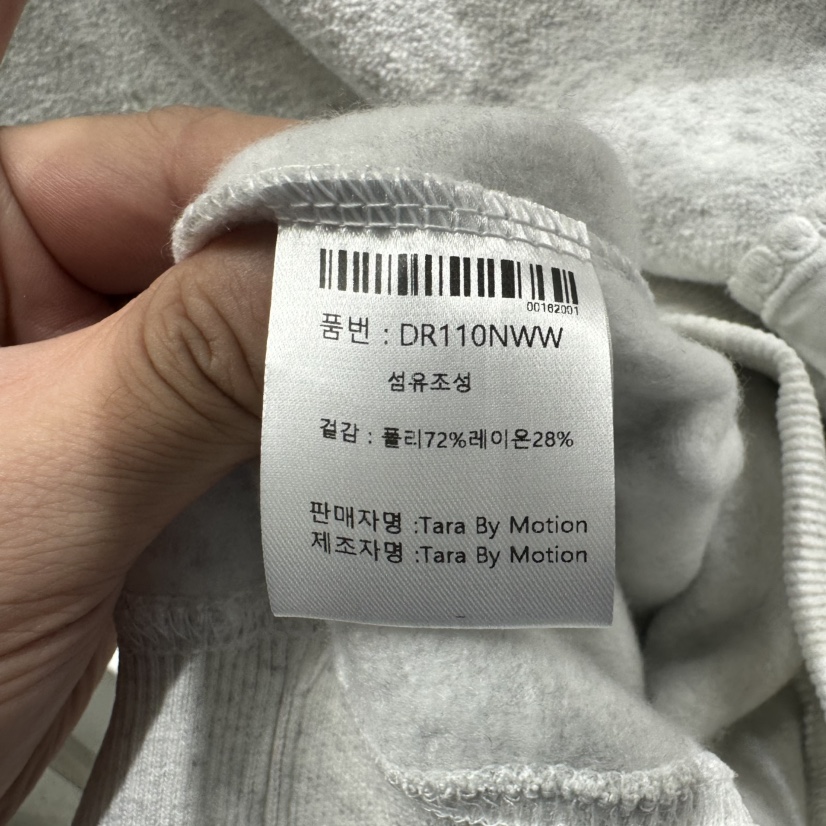 00162001
품번 : DR110NWW
섬유조성
겉감 : 폴리72%레이온28%
판매자명 :Tara By Motion
제조자명 :Tara By Motion